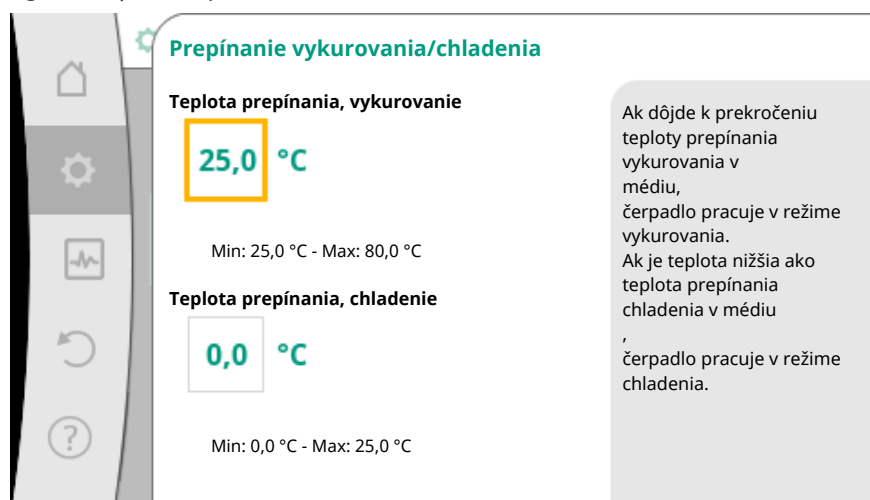 Prepínanie vykurovania/chladenia
Teplota prepínania, vykurovanie
25,0 °C
Min: 25,0 °C - Max: 80,0 °C
Teplota prepínania, chladenie
0,0 °C
Min: 0,0 °C - Max: 25,0 °C
Ak dôjde k prekročeniu
teploty prepínania
vykurovania v
médiu,
čerpadlo pracuje v režime
vykurovania.
Ak je teplota nižšia ako
teplota prepínania
chladenia v médiu
,
čerpadlo pracuje v režime
chladenia.
?